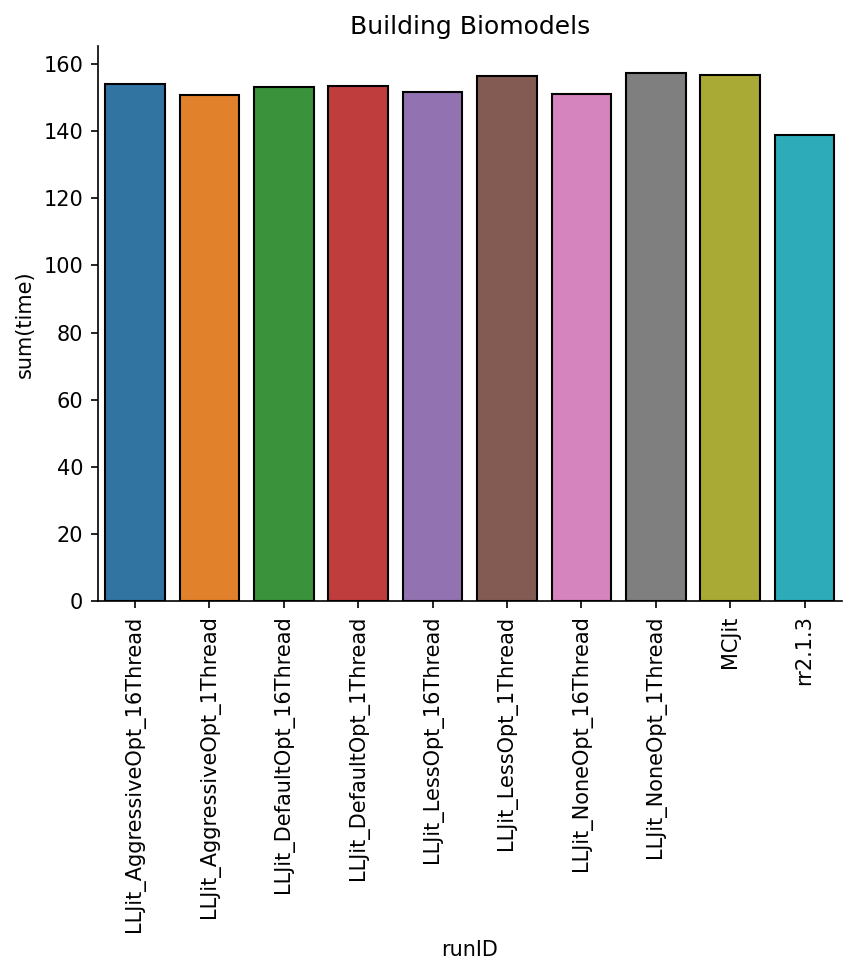 Building Biomodels
160
140
120
100
80
60
40
20
0
sum(time)
LLJit_AggressiveOpt_16Thread
LLJit_AggressiveOpt_1Thread
LLJit_DefaultOpt_16Thread
LLJit_DefaultOpt_1Thread
LLJit_LessOpt_16Thread
LLJit_LessOpt_1Thread
LLJit_NoneOpt_16Thread
LLJit_NoneOpt_1Thread
MCJit
rr2.1.3
runID